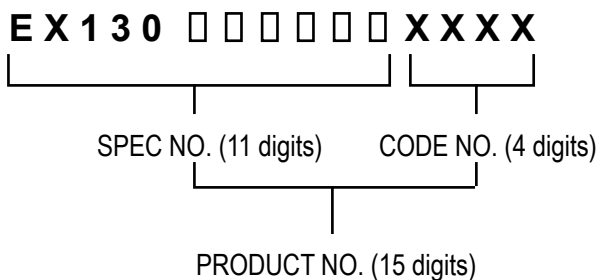 EX130 □□□□□□ XXXX
SPEC NO. (11 digits) CODE NO. (4 digits)
PRODUCT NO. (15 digits)